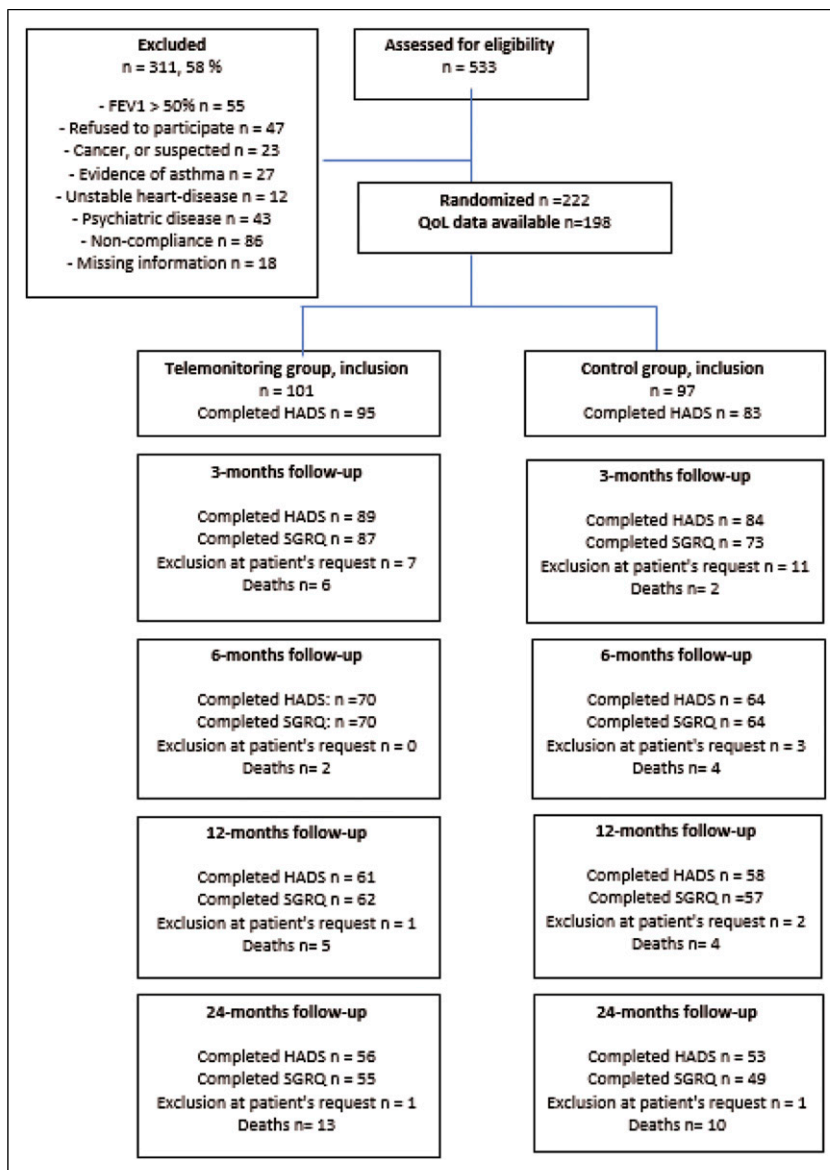 Excluded
n = 311, 58 %
- FEV1 > 50% n = 55
- Refused to participate n = 47
- Cancer, or suspected n = 23
- Evidence of asthma n = 27
- Unstable heart-disease n = 12
- Psychiatric disease n = 43
- Non-compliance n = 86
- Missing information n = 18
Assessed for eligibility
n = 533
Randomized n =222
QoL data available n=198
Telemonitoring group, inclusion
n = 101
Completed HADS n = 95
Control group, inclusion
n = 97
Completed HADS n = 83
3-months follow-up
Completed HADS n = 89
Completed SGRQ n = 87
Exclusion at patient's request n = 7
Deaths n= 6
3-months follow-up
Completed HADS n = 84
Completed SGRQ n = 73
Exclusion at patient's request n = 11
Deaths n= 2
6-months follow-up
Completed HADS: n =70
Completed SGRQ: n =70
Exclusion at patient's request n = 0
Deaths n= 2
6-months follow-up
Completed HADS n = 64
Completed SGRQ n = 64
Exclusion at patient's request n = 3
Deaths n= 4
12-months follow-up
Completed HADS n = 61
Completed SGRQ n = 62
Exclusion at patient's request n = 1
Deaths n= 5
12-months follow-up
Completed HADS n = 58
Completed SGRQ n =57
Exclusion at patient's request n = 2
Deaths n= 4
24-months follow-up
Completed HADS n = 56
Completed SGRQ n = 55
Exclusion at patient's request n = 1
Deaths n= 13
24-months follow-up
Completed HADS n = 53
Completed SGRQ n = 49
Exclusion at patient's request n = 1
Deaths n= 10